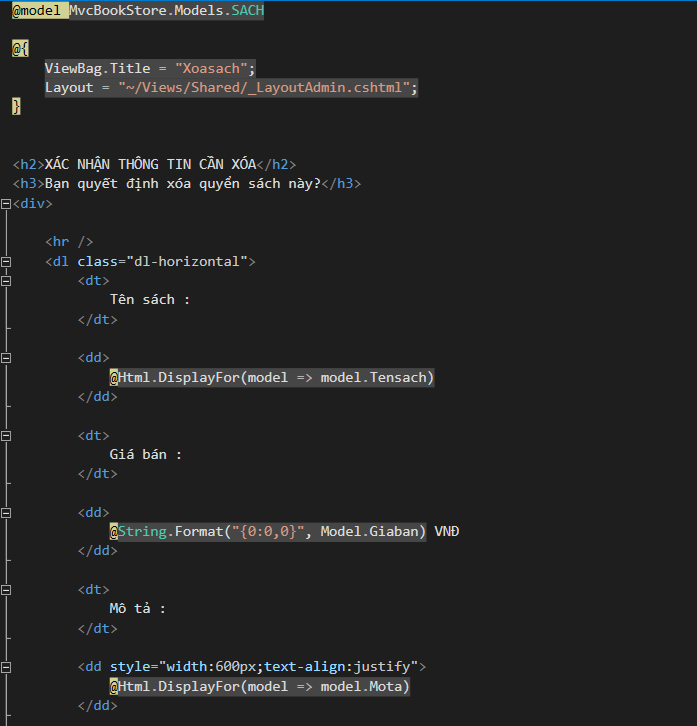 @model MvcBookStore.Models.SACH
@{
ViewBag.Title = "Xoasach";
Layout = "~/Views/Shared/_LayoutAdmin.cshtml";
}
<h2>XÁC NHẬN THÔNG TIN CẦN XÓA</h2>
<h3>Bạn quyết định xóa quyển sách này?</h3>
<div>
<hr />
<dl class="dl-horizontal">
<dt>
Tên sách :
</dt>
<dd>
@Html.DisplayFor(model => model.Tensach)
</dd>
<dt>
Giá bán :
</dt>
<dd>
@String.Format("{0:0,0}", Model.Giaban) VNĐ
</dd>
<dt>
Mô tả :
</dt>
<dd style="width:600px;text-align:justify">
@Html.DisplayFor(model => model.Mota)
</dd>